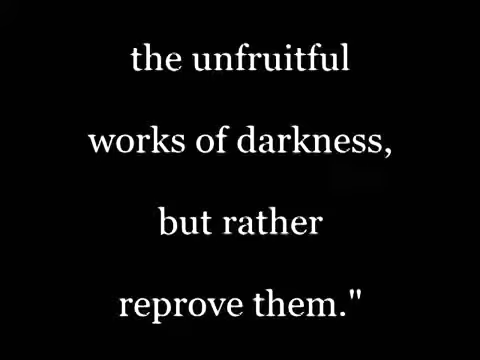 the unfruitful
works of darkness,
but rather
reprove them."